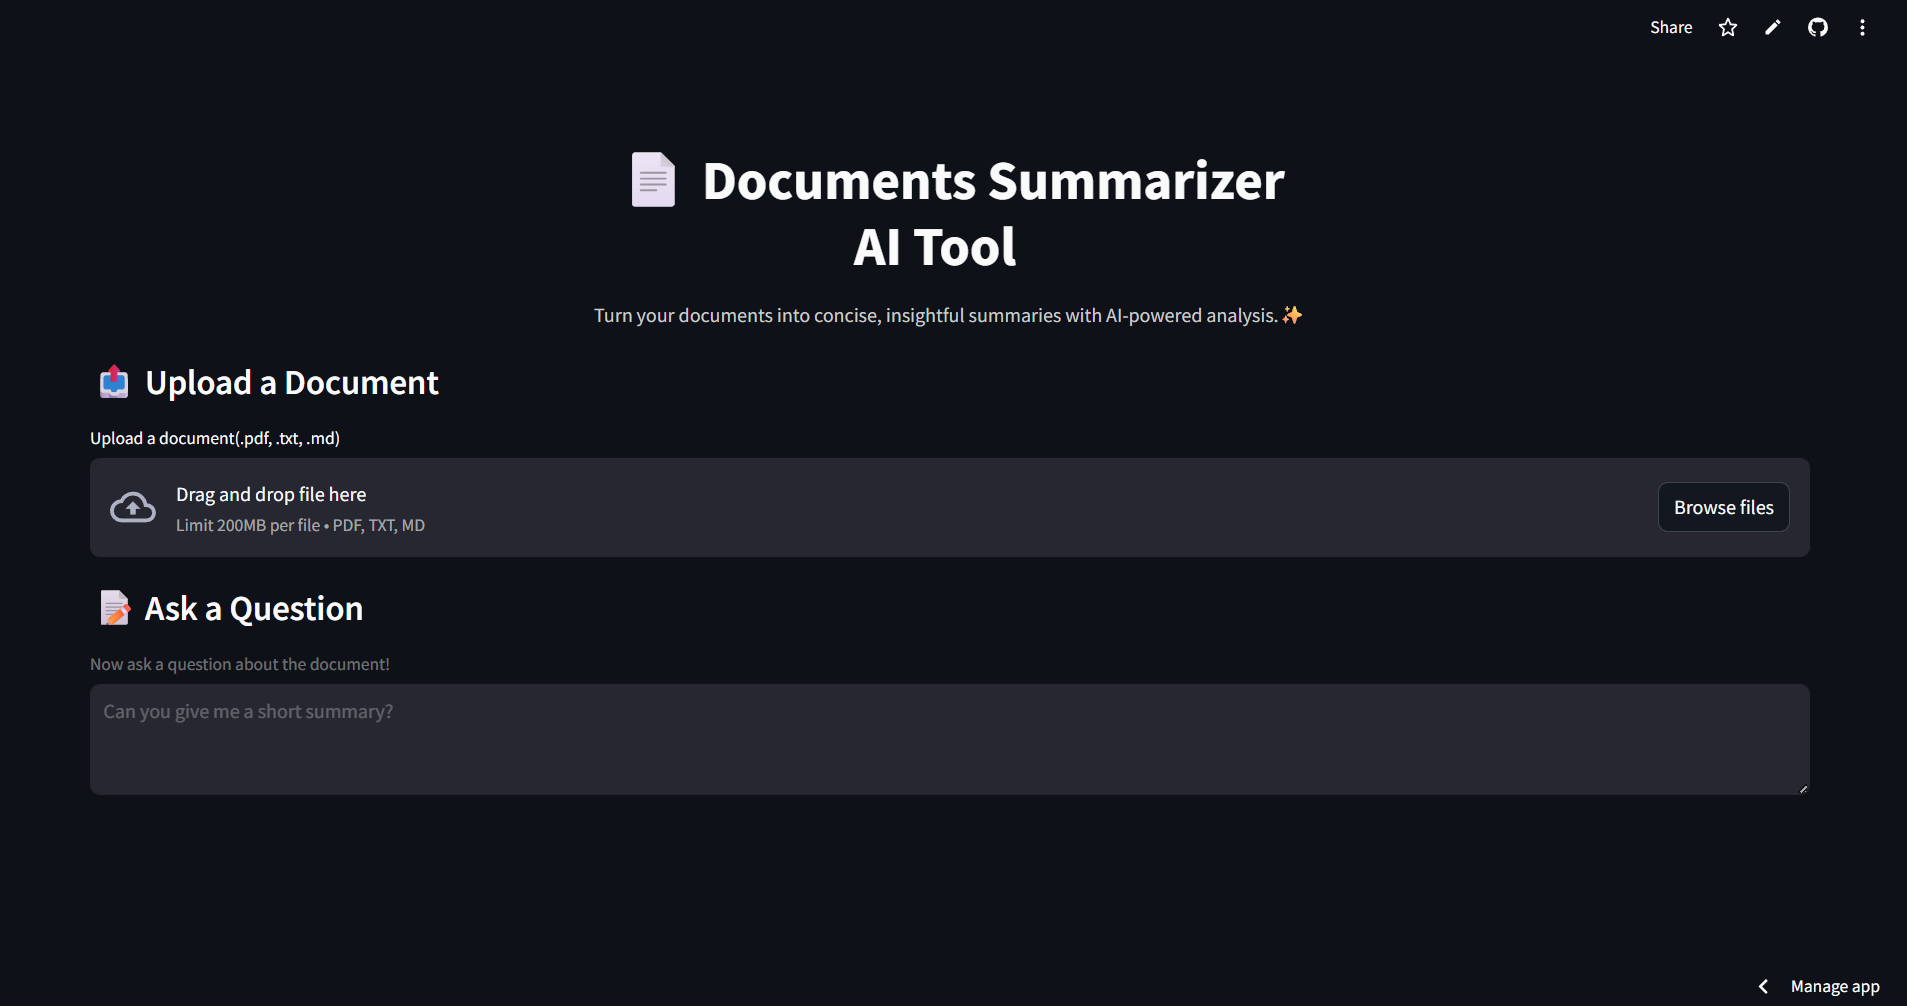 Share
Documents Summarizer
AI Tool
Turn your documents into concise, insightful summaries with AI-powered analysis.✨
Upload a Document
Upload a document(.pdf, .txt, .md)
Drag and drop file here
Limit 200MB per file • PDF, TXT, MD
Browse files
Ask a Question
Now ask a question about the document!
Can you give me a short summary?
Manage app